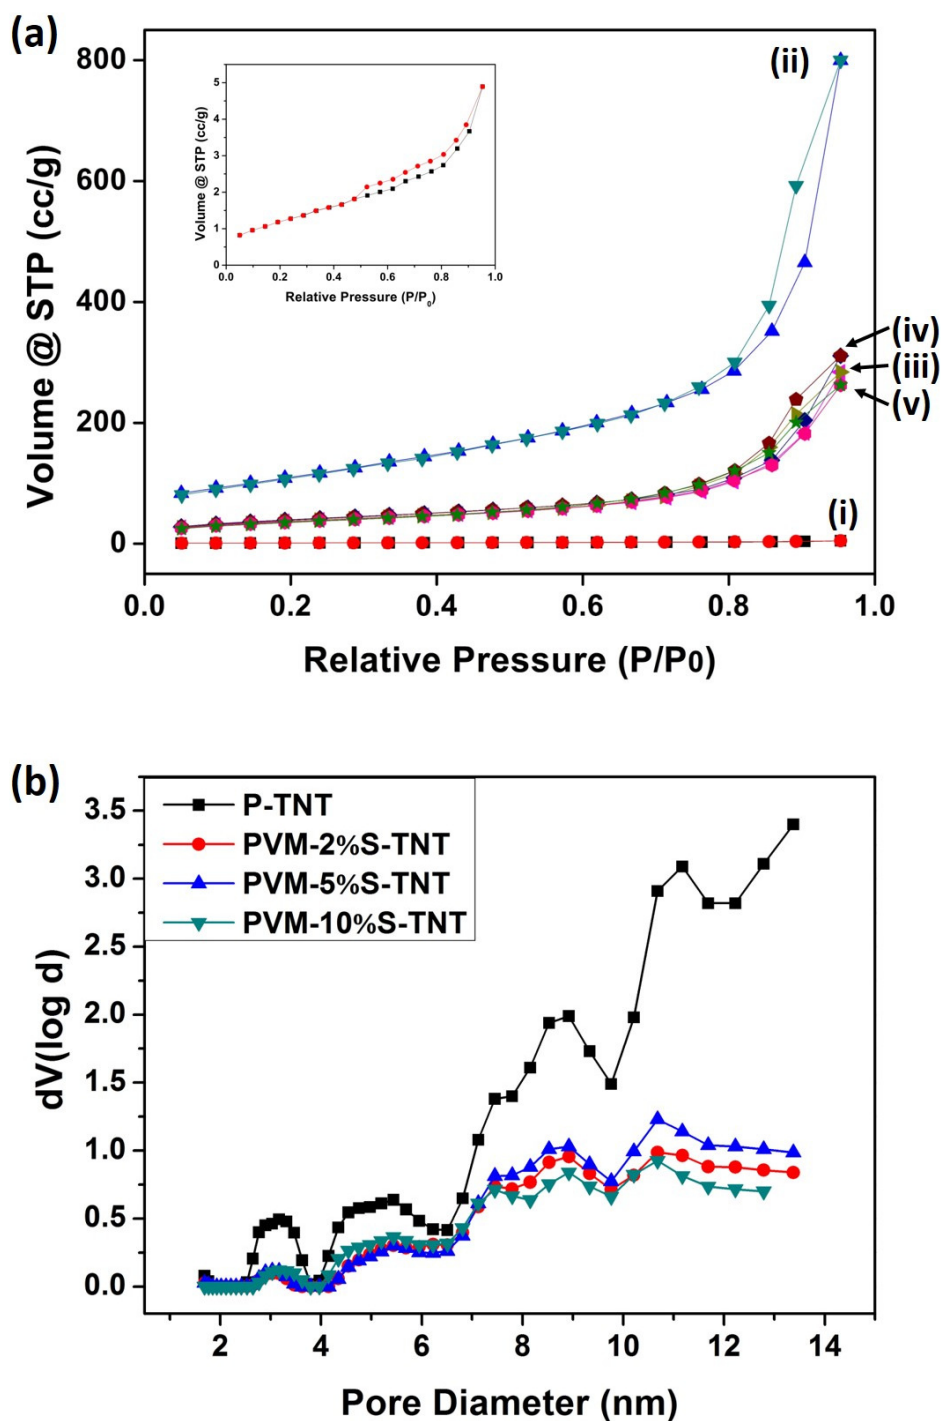 (a)
800
600
400
200
0
Volume @ STP (cc/g)
0.0 0.2 0.4 0.6 0.8 1.0
Relative Pressure (P/P0)
5
4
3
2
1
0
Volume @ STP (cc/g)
0.0 0.2 0.4 0.6 0.8 1.0
Relative Pressure (P/P0)
(ii)
(iv)
(iii)
(v)
(i)
(b)
3.5
3.0
2.5
2.0
1.5
1.0
0.5
0.0
dV(log d)
P-TNT
PVM-2%S-TNT
PVM-5%S-TNT
PVM-10%S-TNT
2 4 6 8 10 12 14
Pore Diameter (nm)